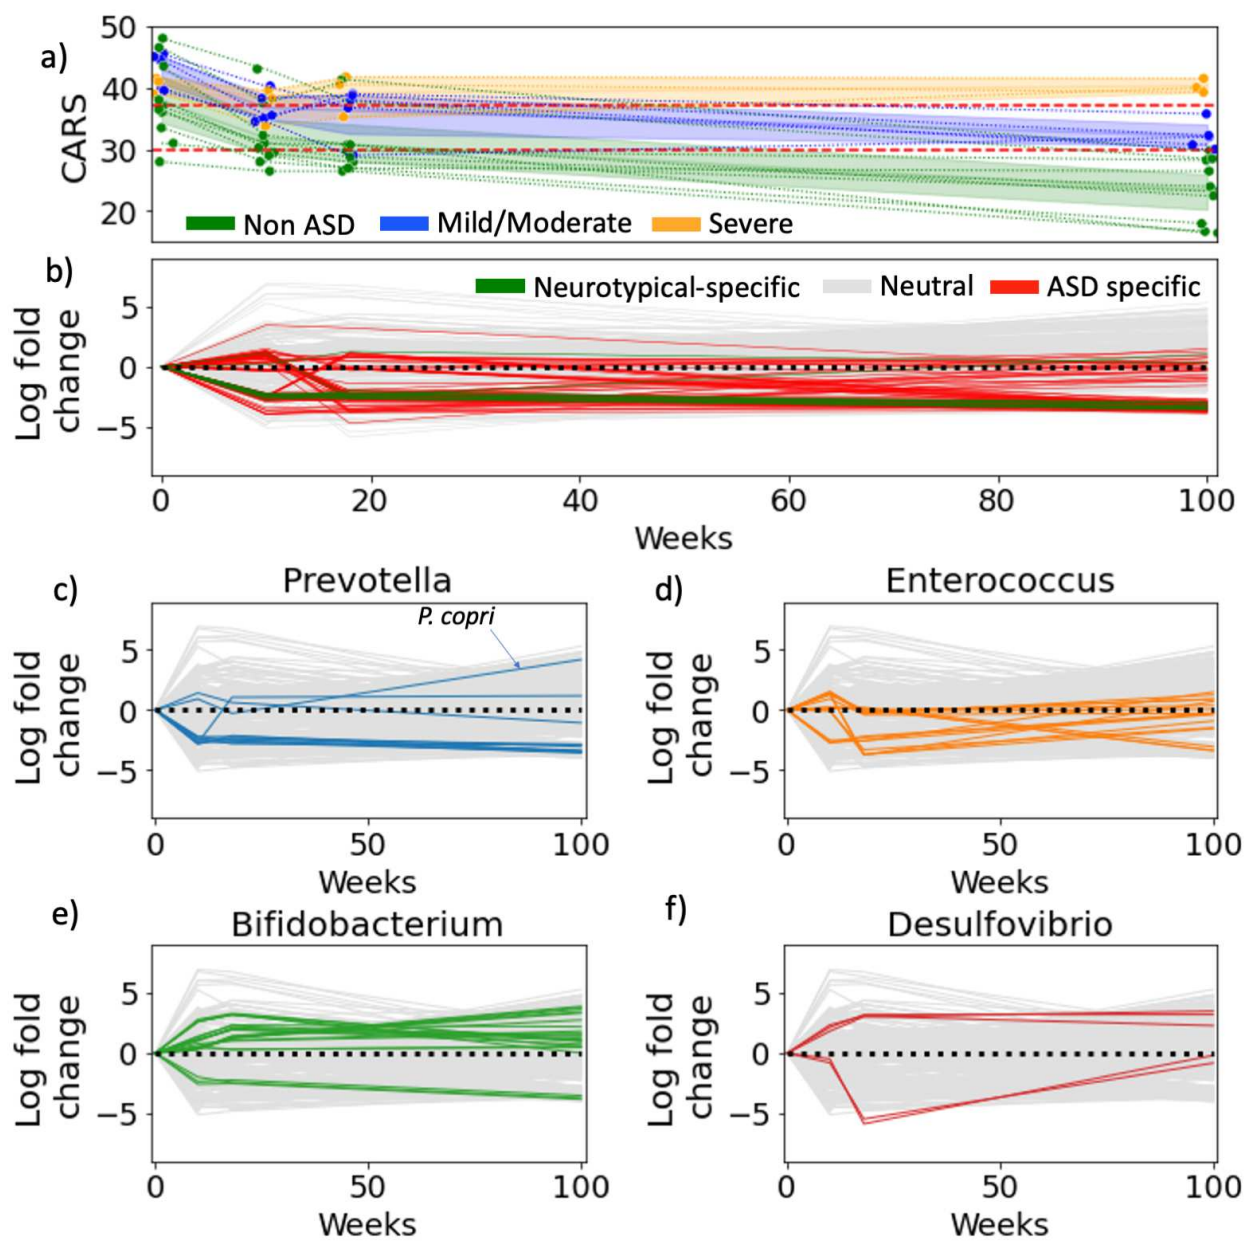 a)
50
40
30
20
CARS
Non ASD
Mild/Moderate
Severe
b)
5
0
−5
Log fold
change
Neurotypical-specific
Neutral
ASD specific
0
20
40
60
80
100
Weeks
c)
Prevotella
P. copri
5
0
−5
Log fold
change
0
50
100
Weeks
d)
Enterococcus
5
0
−5
Log fold
change
0
50
100
Weeks
e)
Bifidobacterium
5
0
−5
Log fold
change
0
50
100
Weeks
f)
Desulfovibrio
5
0
−5
Log fold
change
0
50
100
Weeks